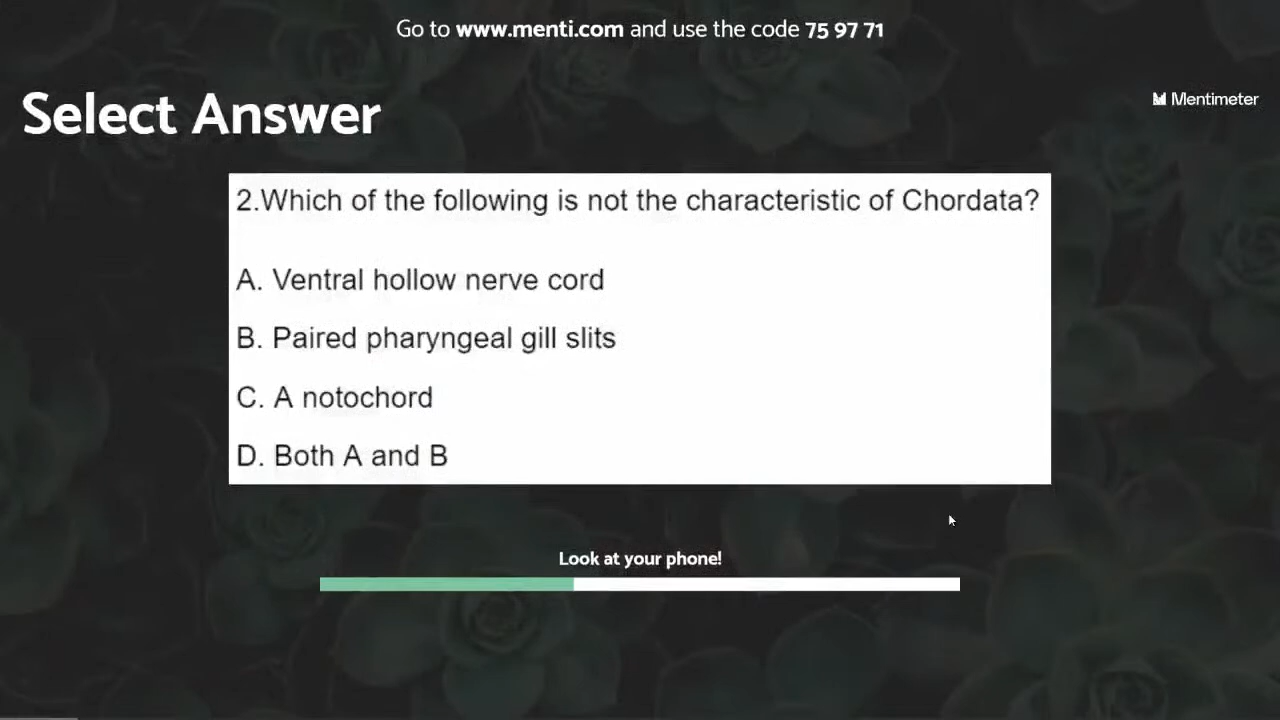 Go to www.menti.com and use the code 75 97 71
Select Answer
Mentimeter
2.Which of the following is not the characteristic of Chordata?
A. Ventral hollow nerve cord
B. Paired pharyngeal gill slits
C. A notochord
D. Both A and B
Look at your phone!